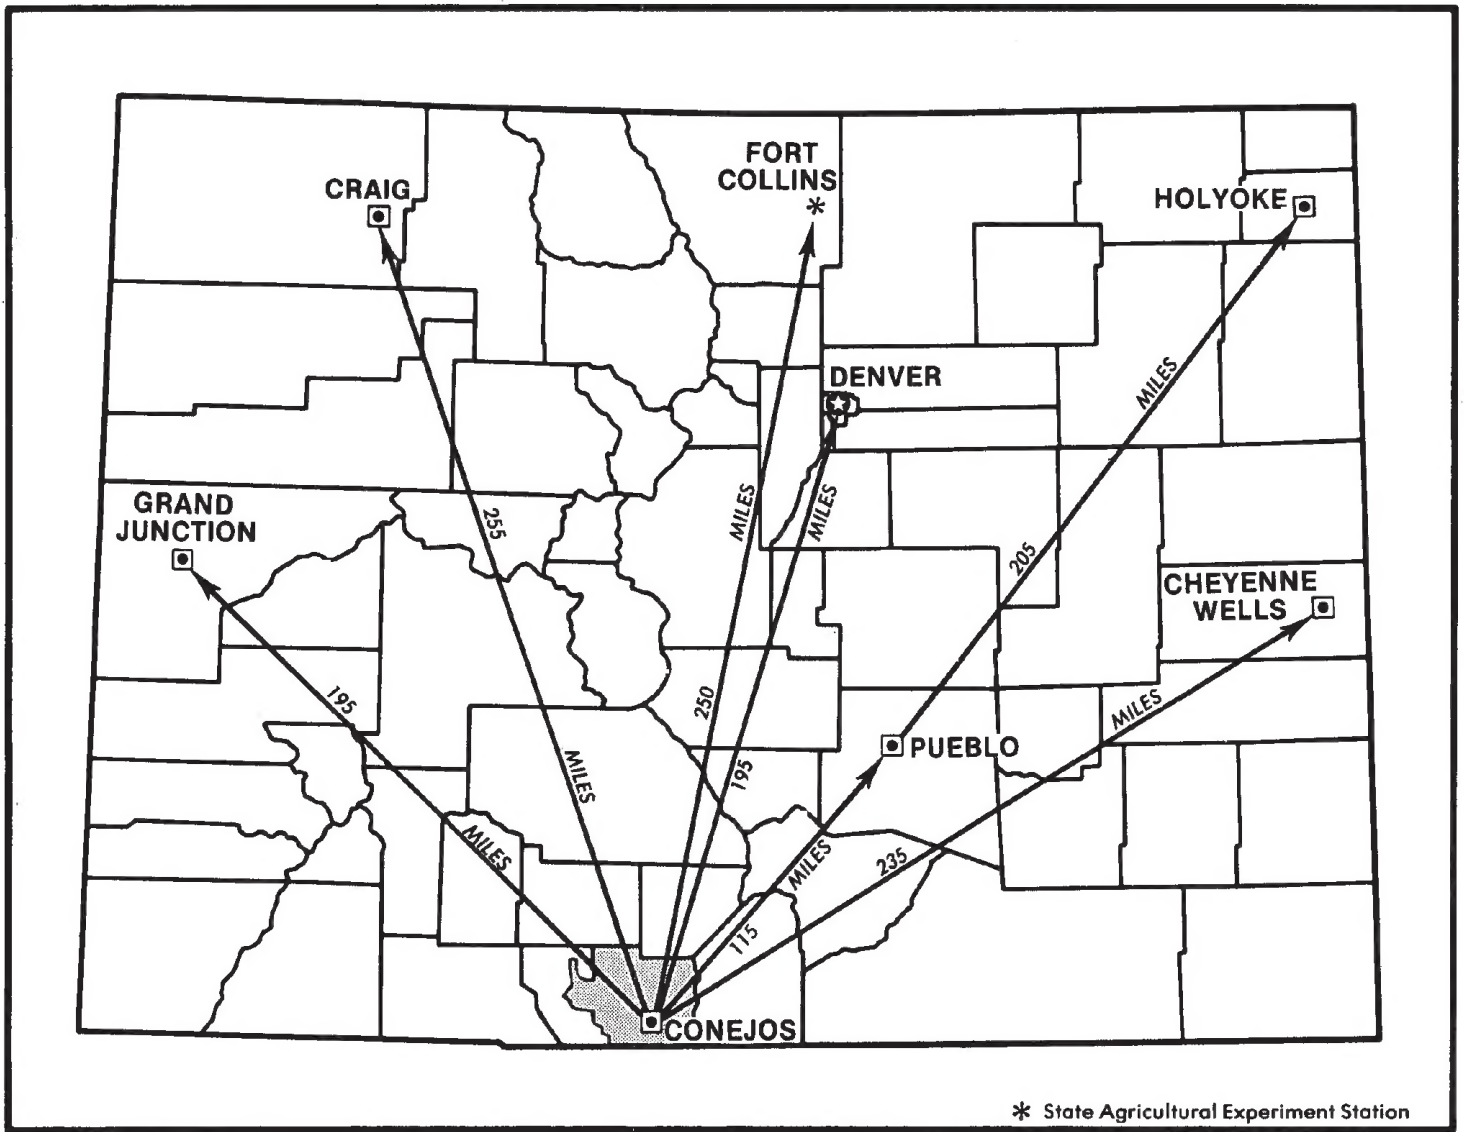 FORT
COLLINS
*
CRAIG
HOLYOKE
DENVER
MILES
GRAND
JUNCTION
255
MILES
MILES
205
CHEYENNE
WELLS
195
250
MILES
PUEBLO
MILES
195
MILES
MILES
235
115
CONEJOS
* State Agricultural Experiment Station